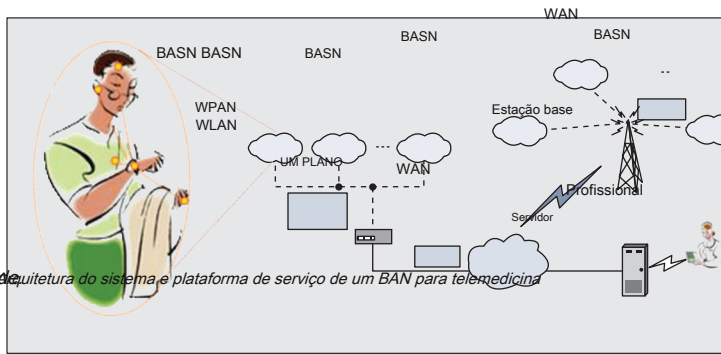 WAN
BASN BASN
BASN
BASN
BASN
--
WPAN
WLAN
Estação base
UM PLANO
---
WAN
Profissional
Servidor
Arquitetura do sistema e plataforma de serviço de um BAN para telemedicina